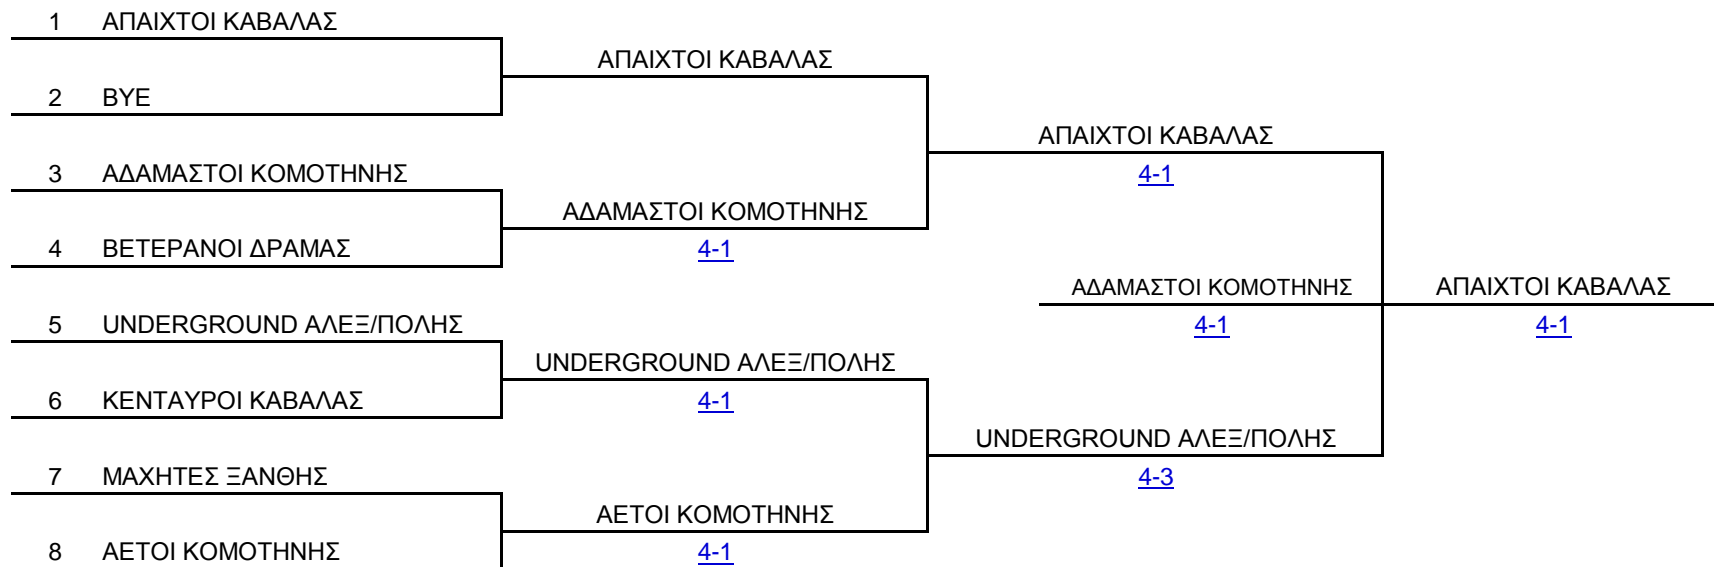 1 ΑΠΑΙΧΤΟΙ ΚΑΒΑΛΑΣ
ΑΠΑΙΧΤΟΙ ΚΑΒΑΛΑΣ
2 BYE
ΑΠΑΙΧΤΟΙ ΚΑΒΑΛΑΣ
3 ΑΔΑΜΑΣΤΟΙ ΚΟΜΟΤΗΝΗΣ
4-1
ΑΔΑΜΑΣΤΟΙ ΚΟΜΟΤΗΝΗΣ
4 ΒΕΤΕΡΑΝΟΙ ΔΡΑΜΑΣ
4-1
ΑΔΑΜΑΣΤΟΙ ΚΟΜΟΤΗΝΗΣ ΑΠΑΙΧΤΟΙ ΚΑΒΑΛΑΣ
5 UNDERGROUND ΑΛΕΞ/ΠΟΛΗΣ
4-1 4-1
UNDERGROUND ΑΛΕΞ/ΠΟΛΗΣ
6 ΚΕΝΤΑΥΡΟΙ ΚΑΒΑΛΑΣ
4-1
UNDERGROUND ΑΛΕΞ/ΠΟΛΗΣ
7 ΜΑΧΗΤΕΣ ΞΑΝΘΗΣ
4-3
ΑΕΤΟΙ ΚΟΜΟΤΗΝΗΣ
8 ΑΕΤΟΙ ΚΟΜΟΤΗΝΗΣ
4-1